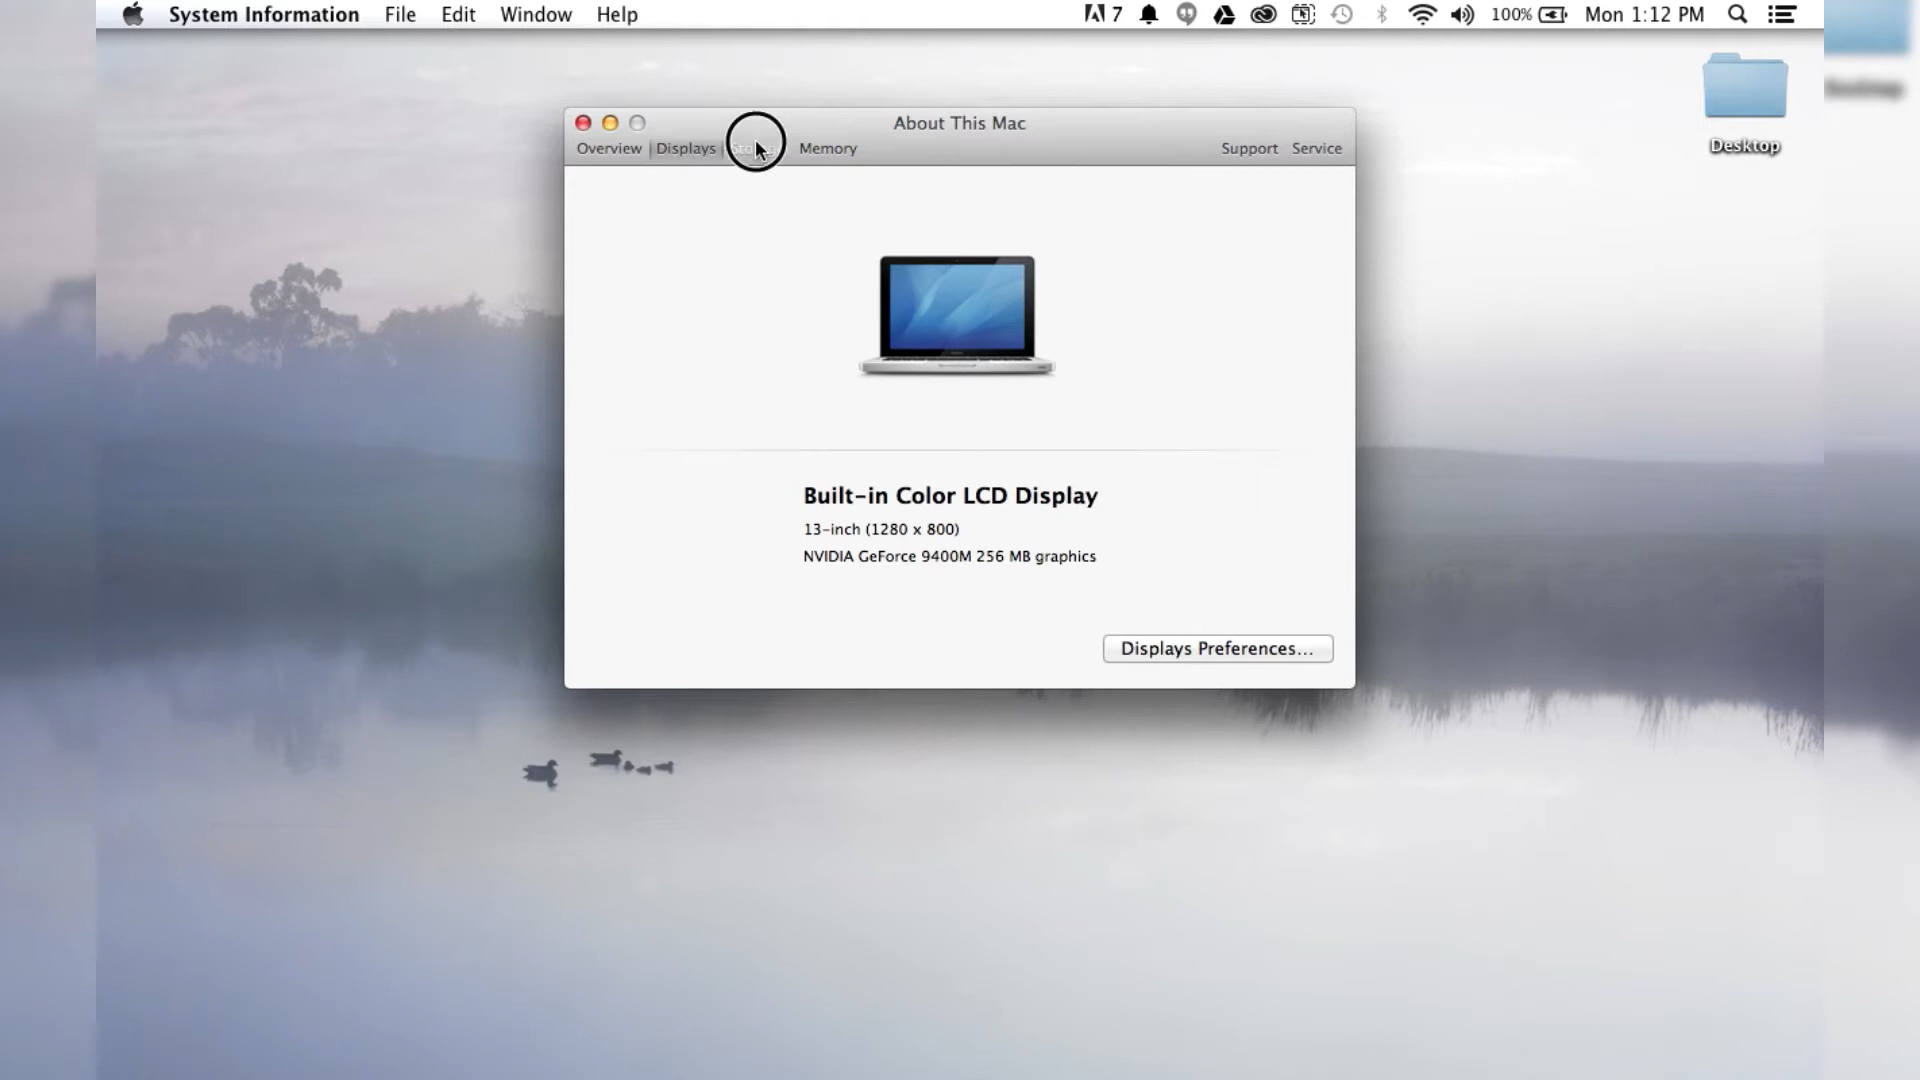 System Information File Edit Window Help
7 100% Mon 1:12 PM
Desktop
About This Mac
Overview Displays Memory Support Service
Built-in Color LCD Display
13-inch (1280 x 800)
NVIDIA GeForce 9400M 256 MB graphics
Displays Preferences...